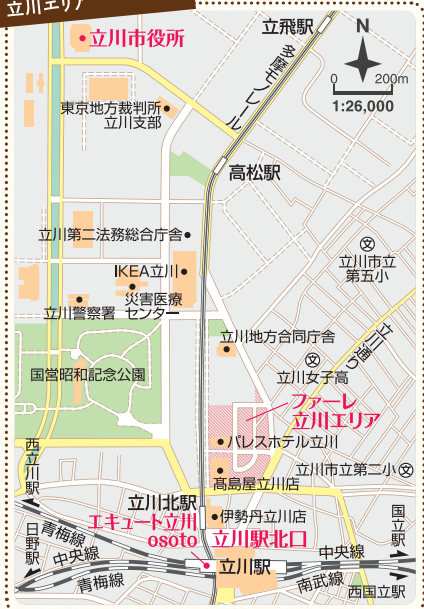 立川エリア
立川市役所
立飛駅
N
0 200m
1:26,000
多摩モノレール
東京地方裁判所
立川支部
高松駅
立川第二法務総合庁舎
文
立川市立
第五小
IKEA立川
災害医療
センター
立川警察署
立川地方合同庁舎
立川通り
文
立川女子高
国営昭和記念公園
ファーレ
立川エリア
パレスホテル立川
髙島屋立川店
立川市立第二小文
西立川駅
立川北駅
伊勢丹立川店
エキュート立川
osoto
立川駅北口
国立駅
青梅線
日野駅
中央線
立川駅
中央線
青梅線
南武線
西国立駅